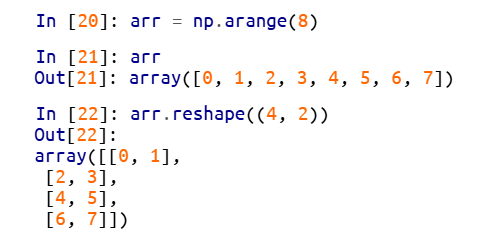 In [20]: arr = np.arange(8)
In [21]: arr
Out[21]: array([0, 1, 2, 3, 4, 5, 6, 7])
In [22]: arr.reshape((4, 2))
Out[22]:
array([[0, 1],
[2, 3],
[4, 5],
[6, 7]])